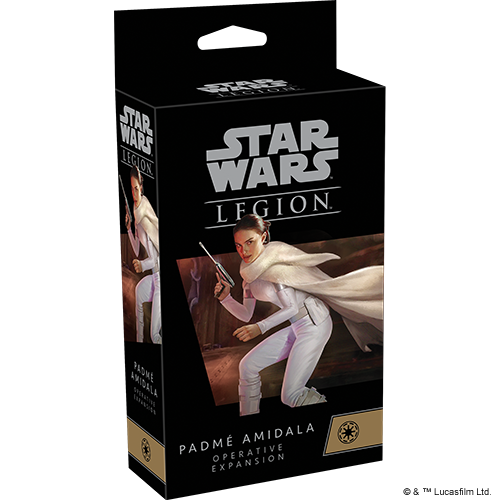 STAR
WARS
LEGION
PADMÉ AMIDALA
OPERATIVE
EXPANSION
STAR
WARS
LEGION
PADMÉ
AMIDALA
OPERATIVE
EXPANSION
© & ™ Lucasfilm Ltd.